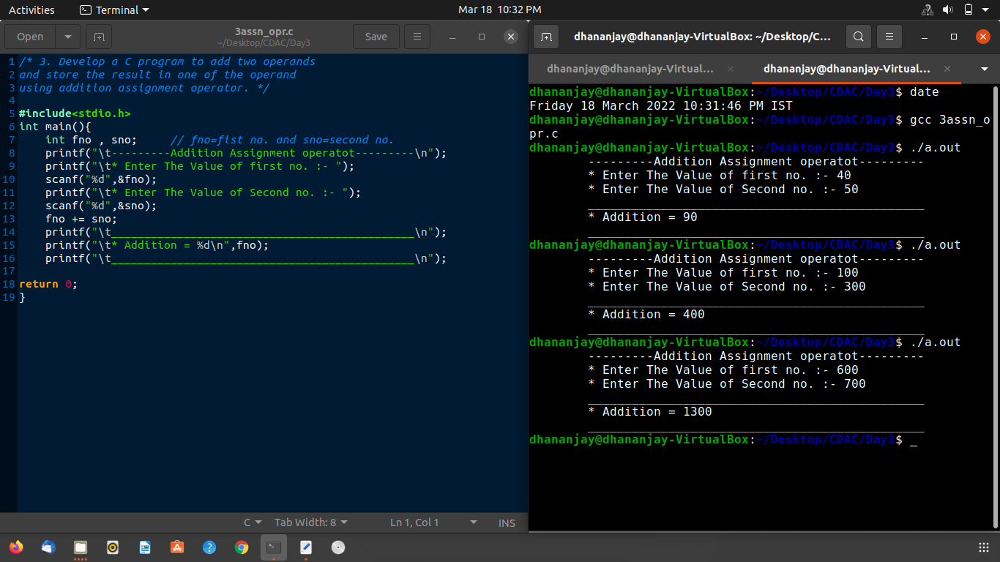 Activities Terminal Mar 18 10:32 PM
Open 3assn_opr.c Save
~/Desktop/CDAC/Day3
1 /* 3. Develop a C program to add two operands
2 and store the result in one of the operand
3 using addition assignment operator. */
4
5 #include<stdio.h>
6 int main(){
7     int fno , sno;     // fno=fist no. and sno=second no.
8     printf("\t---------Addition Assignment operatot---------\n");
9     printf("\t* Enter The Value of first no. :- ");
10     scanf("%d",&fno);
11     printf("\t* Enter The Value of Second no. :- ");
12     scanf("%d",&sno);
13     fno += sno;
14     printf("\t______________________________________________\n");
15     printf("\t* Addition = %d\n",fno);
16     printf("\t______________________________________________\n");
17
18 return 0;
19 }
C Tab Width: 8 Ln 1, Col 1 INS
dhananjay@dhananjay-VirtualBox: ~/Desktop/C...
dhananjay@dhananjay-Virtual... dhananjay@dhananjay-Virtual...
dhananjay@dhananjay-VirtualBox:~/Desktop/CDAC/Day3$ date
Friday 18 March 2022 10:31:46 PM IST
dhananjay@dhananjay-VirtualBox:~/Desktop/CDAC/Day3$ gcc 3assn_o
pr.c
dhananjay@dhananjay-VirtualBox:~/Desktop/CDAC/Day3$ ./a.out
---------Addition Assignment operatot---------
* Enter The Value of first no. :- 40
* Enter The Value of Second no. :- 50
______________________________________________
* Addition = 90
______________________________________________
dhananjay@dhananjay-VirtualBox:~/Desktop/CDAC/Day3$ ./a.out
---------Addition Assignment operatot---------
* Enter The Value of first no. :- 100
* Enter The Value of Second no. :- 300
______________________________________________
* Addition = 400
______________________________________________
dhananjay@dhananjay-VirtualBox:~/Desktop/CDAC/Day3$ ./a.out
---------Addition Assignment operatot---------
* Enter The Value of first no. :- 600
* Enter The Value of Second no. :- 700
______________________________________________
* Addition = 1300
______________________________________________
dhananjay@dhananjay-VirtualBox:~/Desktop/CDAC/Day3$ _